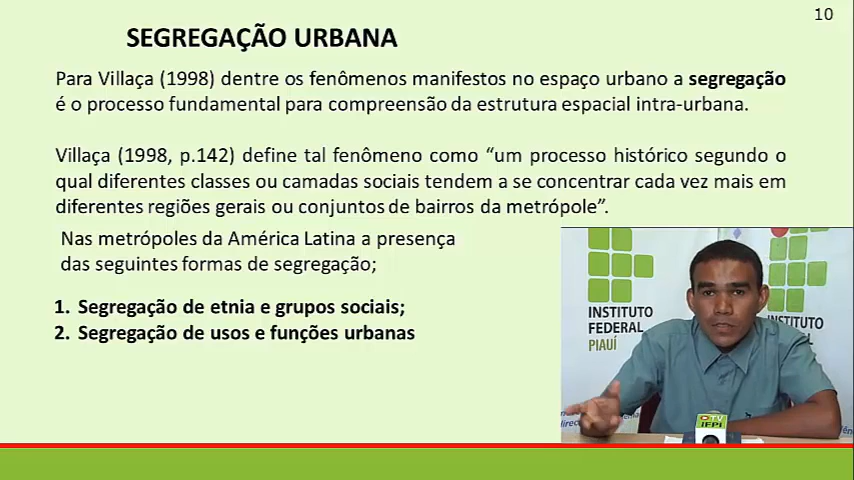 10
SEGREGAÇÃO URBANA
Para Villaça (1998) dentre os fenômenos manifestos no espaço urbano a segregação
é o processo fundamental para compreensão da estrutura espacial intra-urbana.
Villaça (1998, p.142) define tal fenômeno como “um processo histórico segundo o
qual diferentes classes ou camadas sociais tendem a se concentrar cada vez mais em
diferentes regiões gerais ou conjuntos de bairros da metrópole”.
Nas metrópoles da América Latina a presença
das seguintes formas de segregação;
1. Segregação de etnia e grupos sociais;
2. Segregação de usos e funções urbanas
INSTITUTO
FEDERAL
PIAUÍ
INSTITUTO
TV
IFPI